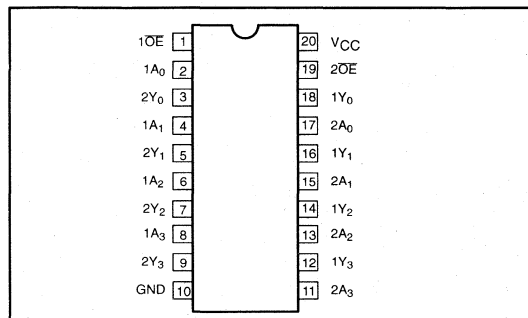 1O̅E̅ 1 20 VCC
1A0 2 19 2O̅E̅
2Y0 3 18 1Y0
1A1 4 17 2A0
2Y1 5 16 1Y1
1A2 6 15 2A1
2Y2 7 14 1Y2
1A3 8 13 2A2
2Y3 9 12 1Y3
GND 10 11 2A3